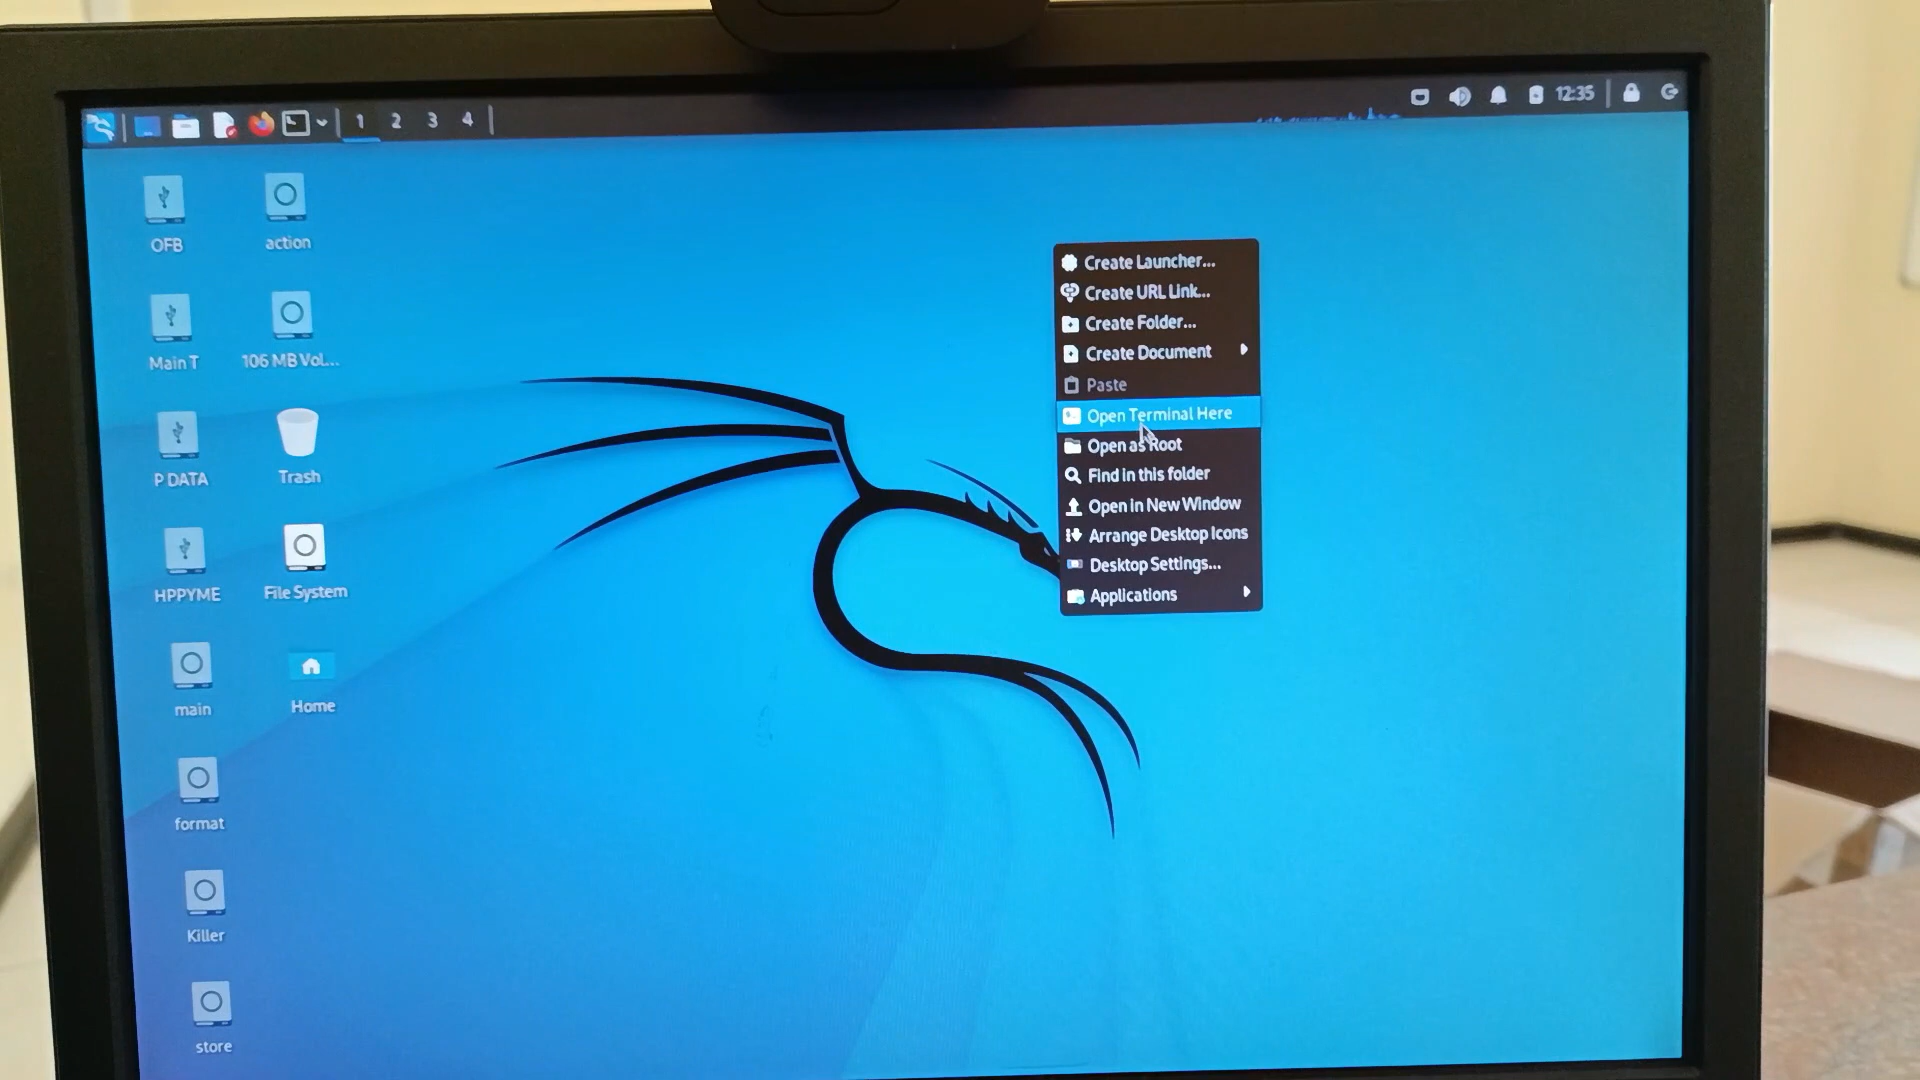 1 2 3 4
12:35
OFB
action
Main T
106 MB Vol...
P DATA
Trash
HPPYME
File System
main
Home
format
Killer
store
Create Launcher...
Create URL Link...
Create Folder...
Create Document
Paste
Open Terminal Here
Open as Root
Find in this folder
Open in New Window
Arrange Desktop Icons
Desktop Settings...
Applications